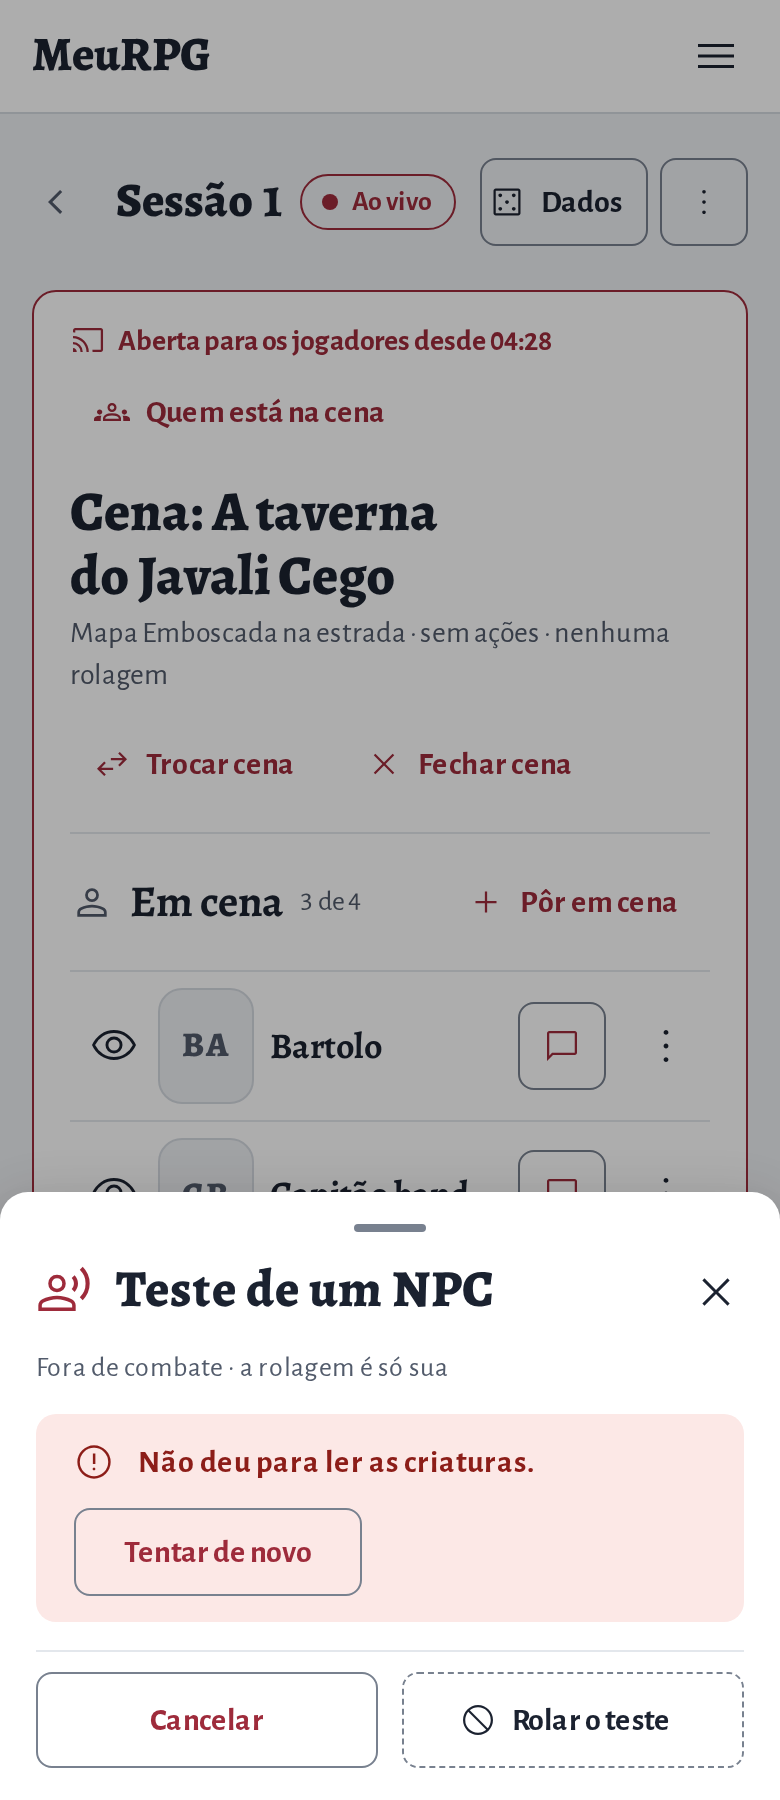 MeuRPG
Sessão 1
Ao vivo
Dados
Aberta para os jogadores desde 04:28
Quem está na cena
Cena: A taverna
do Javali Cego
Mapa Emboscada na estrada · sem ações · nenhuma
rolagem
Trocar cena
Fechar cena
Em cena
3 de 4
Pôr em cena
BA
Bartolo
Teste de um NPC
Fora de combate · a rolagem é só sua
Não deu para ler as criaturas.
Tentar de novo
Cancelar
Rolar o teste